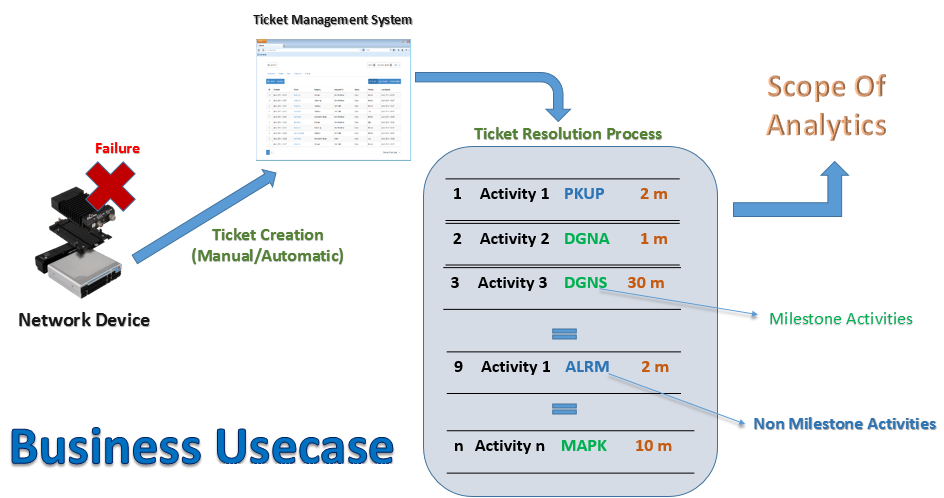 Ticket Management System
Failure
Ticket Creation
(Manual/Automatic)
Network Device
Ticket Resolution Process
1 Activity 1 PKUP 2 m
2 Activity 2 DGNA 1 m
3 Activity 3 DGNS 30 m
9 Activity 1 ALRM 2 m
n Activity n MAPK 10 m
Scope Of
Analytics
Milestone Activities
Non Milestone Activities
Business Usecase